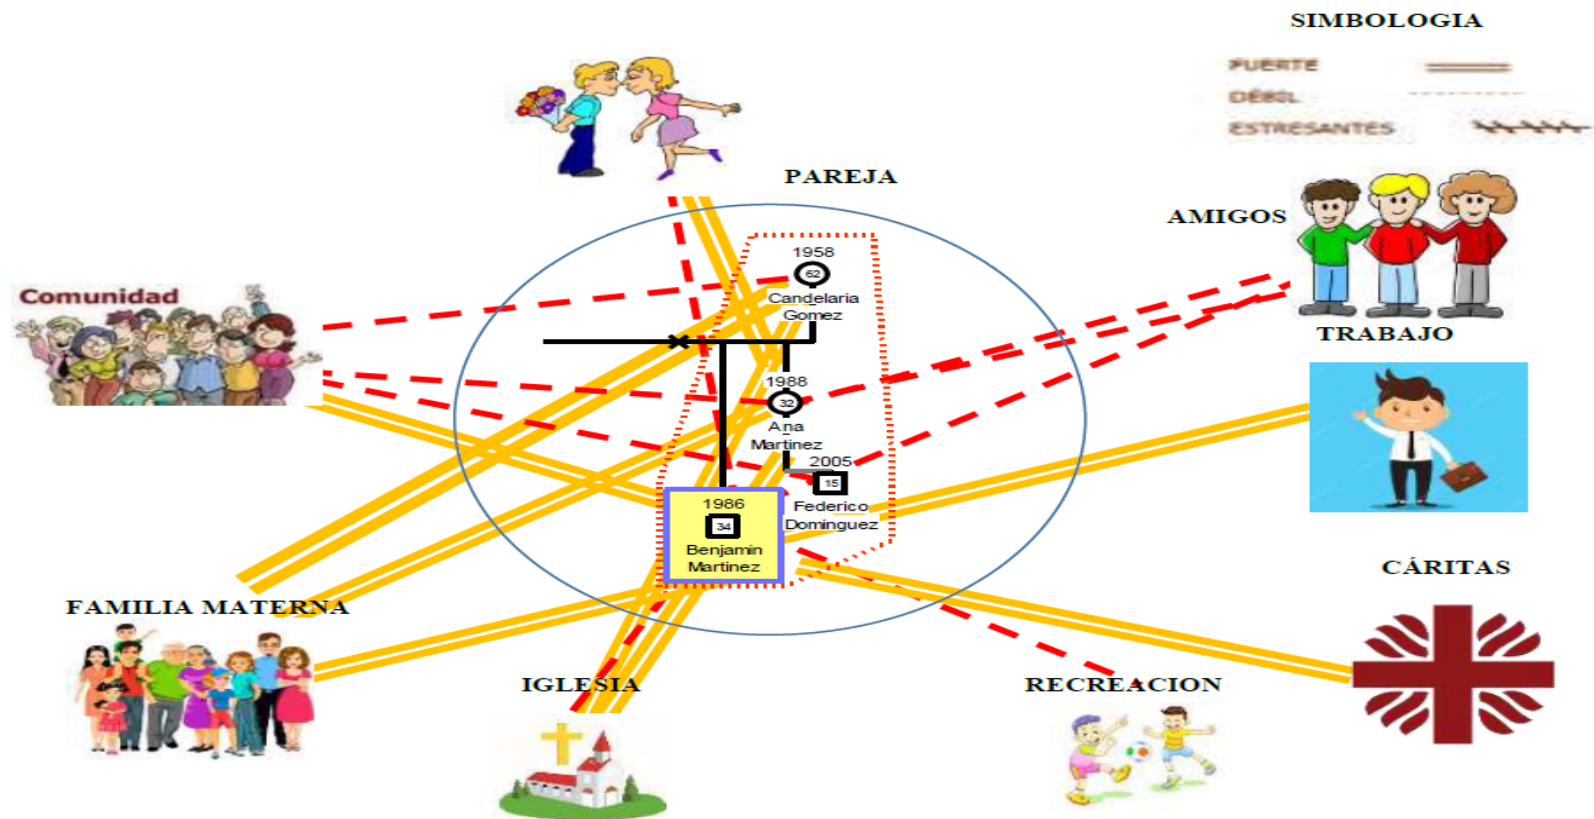 SIMBOLOGIA
FUERTE
DÉBIL
ESTRESANTES
PAREJA
AMIGOS
1958
62
Candelaria
Gomez
Comunidad
TRABAJO
1988
32
Ana
Martinez
2005
15
Federico
Dominguez
1986
34
Benjamin
Martinez
CÁRITAS
FAMILIA MATERNA
IGLESIA
RECREACION